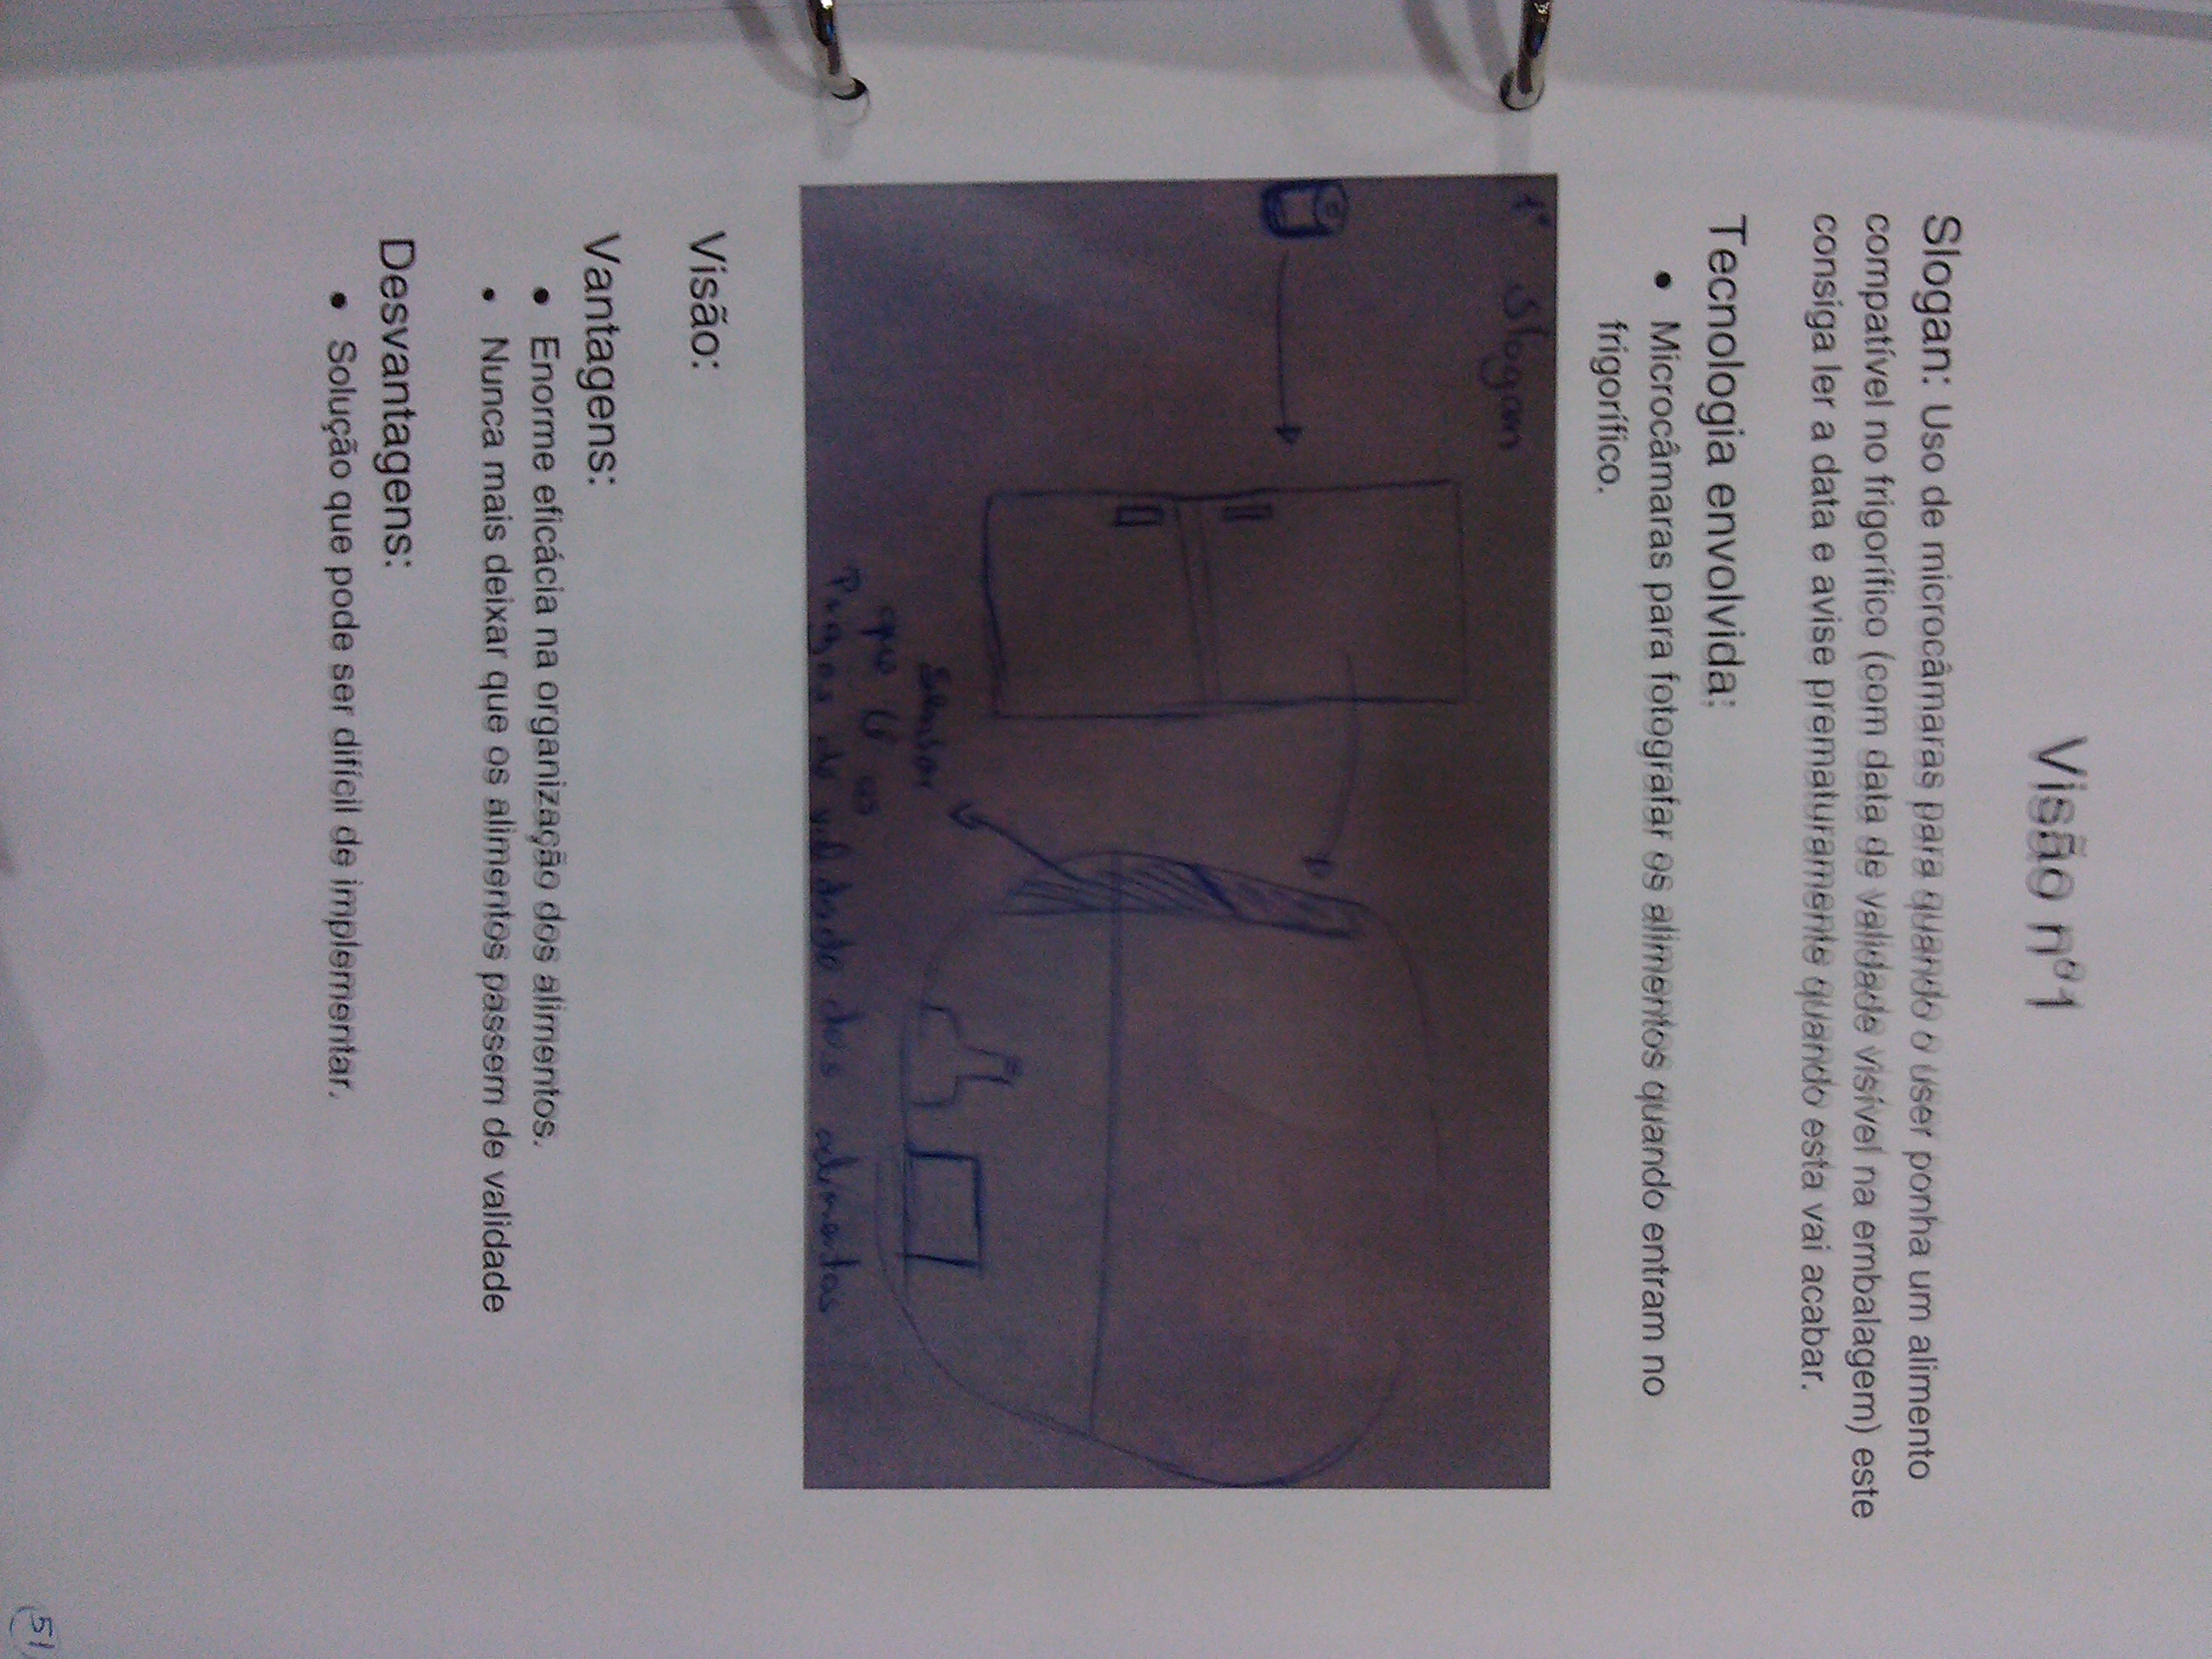 Visão nº1
Slogan: Uso de microcâmaras para quando o user ponha um alimento
compatível no frigorífico (com data de validade visível na embalagem) este
consiga ler a data e avise prematuramente quando esta vai acabar.
Tecnologia envolvida:
• Microcâmaras para fotografar os alimentos quando entram no
frigorífico.
1º Slogan
sensor
que lê os
Prazos de validade dos alimentos
Visão:
Vantagens:
• Enorme eficácia na organização dos alimentos.
• Nunca mais deixar que os alimentos passem de validade
Desvantagens:
• Solução que pode ser difícil de implementar.
51